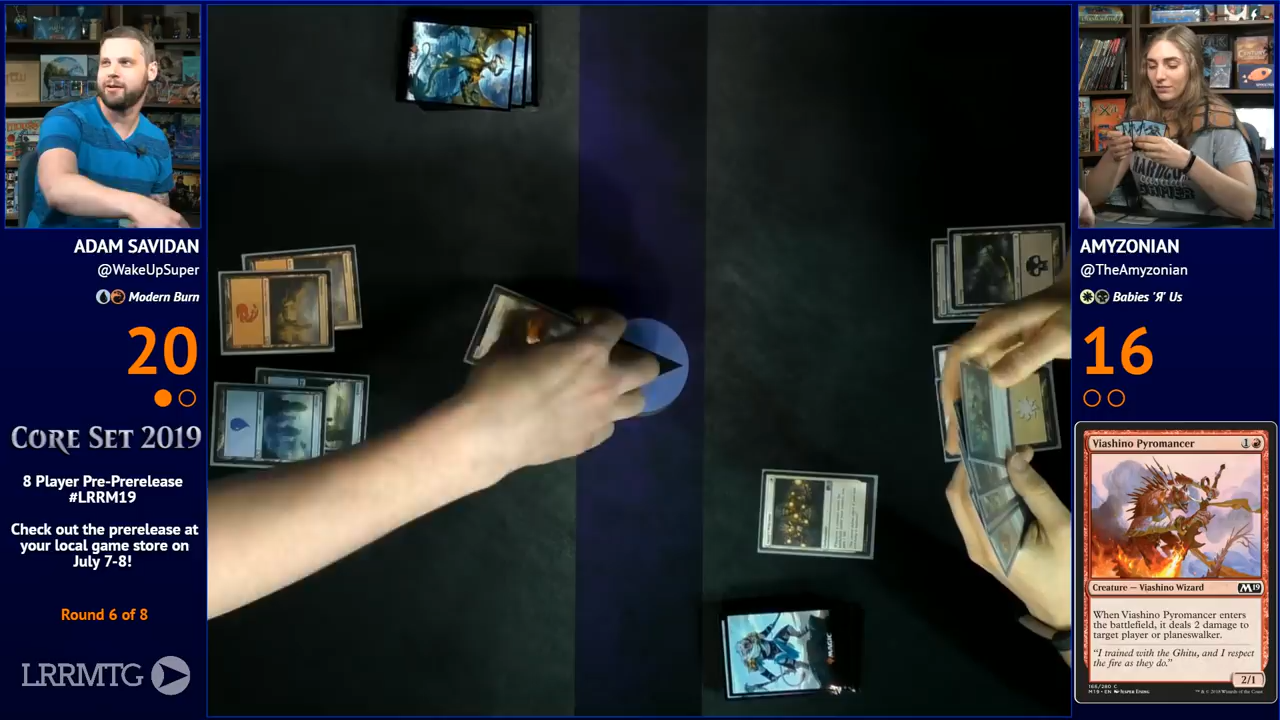 ADAM SAVIDAN
@WakeUpSuper
Modern Burn
20
CORE SET 2019
8 Player Pre-Prerelease
#LRRM19
Check out the prerelease at
your local game store on
July 7-8!
Round 6 of 8
LRRMTG
MAGIC
AMYZONIAN
@TheAmyzonian
Babies 'Я' Us
16
Viashino Pyromancer 1
Creature — Viashino Wizard M19
When Viashino Pyromancer enters
the battlefield, it deals 2 damage to
target player or planeswalker.
"I trained with the Ghitu, and I respect
the fire as they do."
2/1